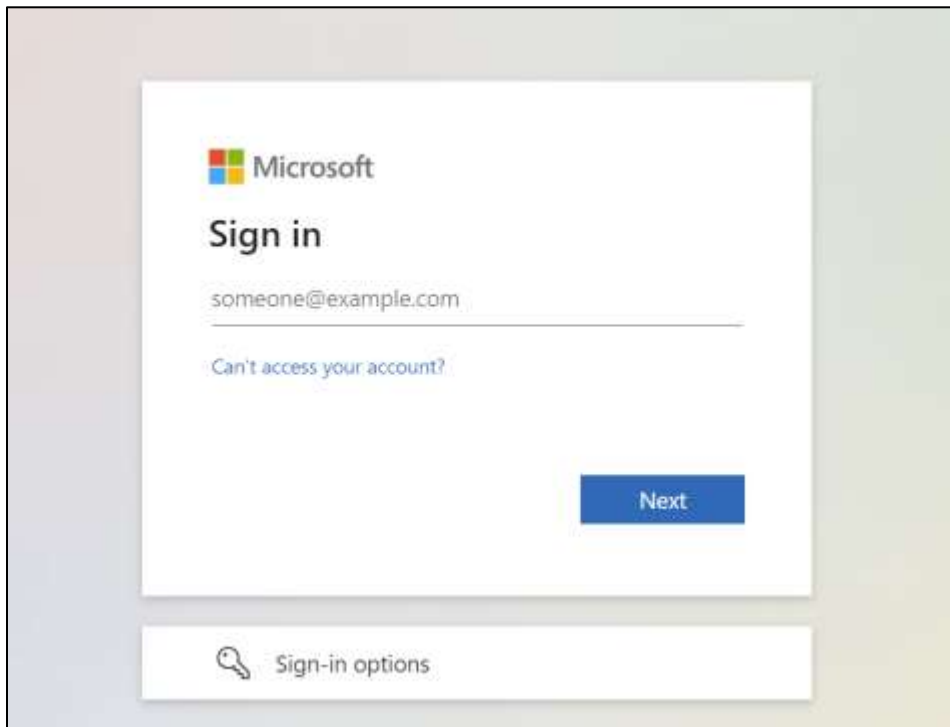 Microsoft
Sign in
someone@example.com
Can't access your account?
Next
Sign-in options